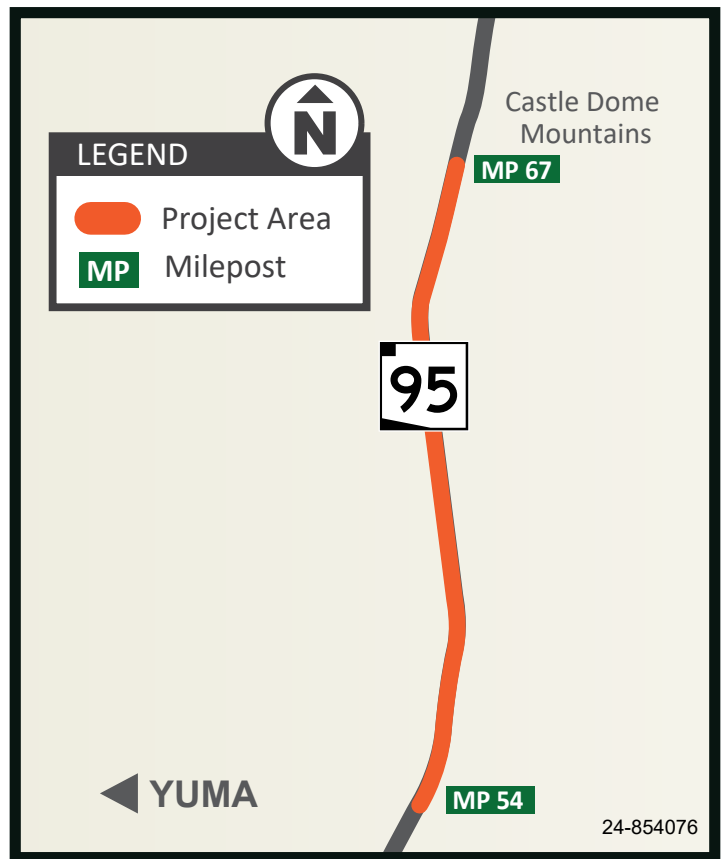 Castle Dome
Mountains
N
LEGEND
MP 67
Project Area
MP Milepost
95
YUMA
MP 54
24-854076